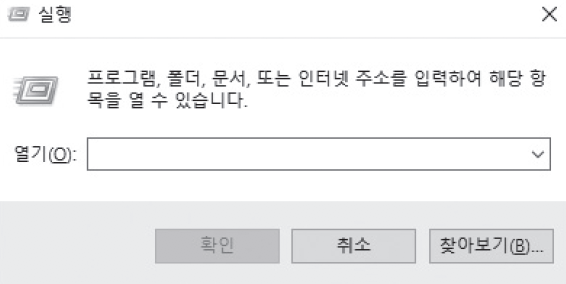 실행
프로그램, 폴더, 문서, 또는 인터넷 주소를 입력하여 해당 항
목을 열 수 있습니다.
열기(O):
확인 취소 찾아보기(B)...